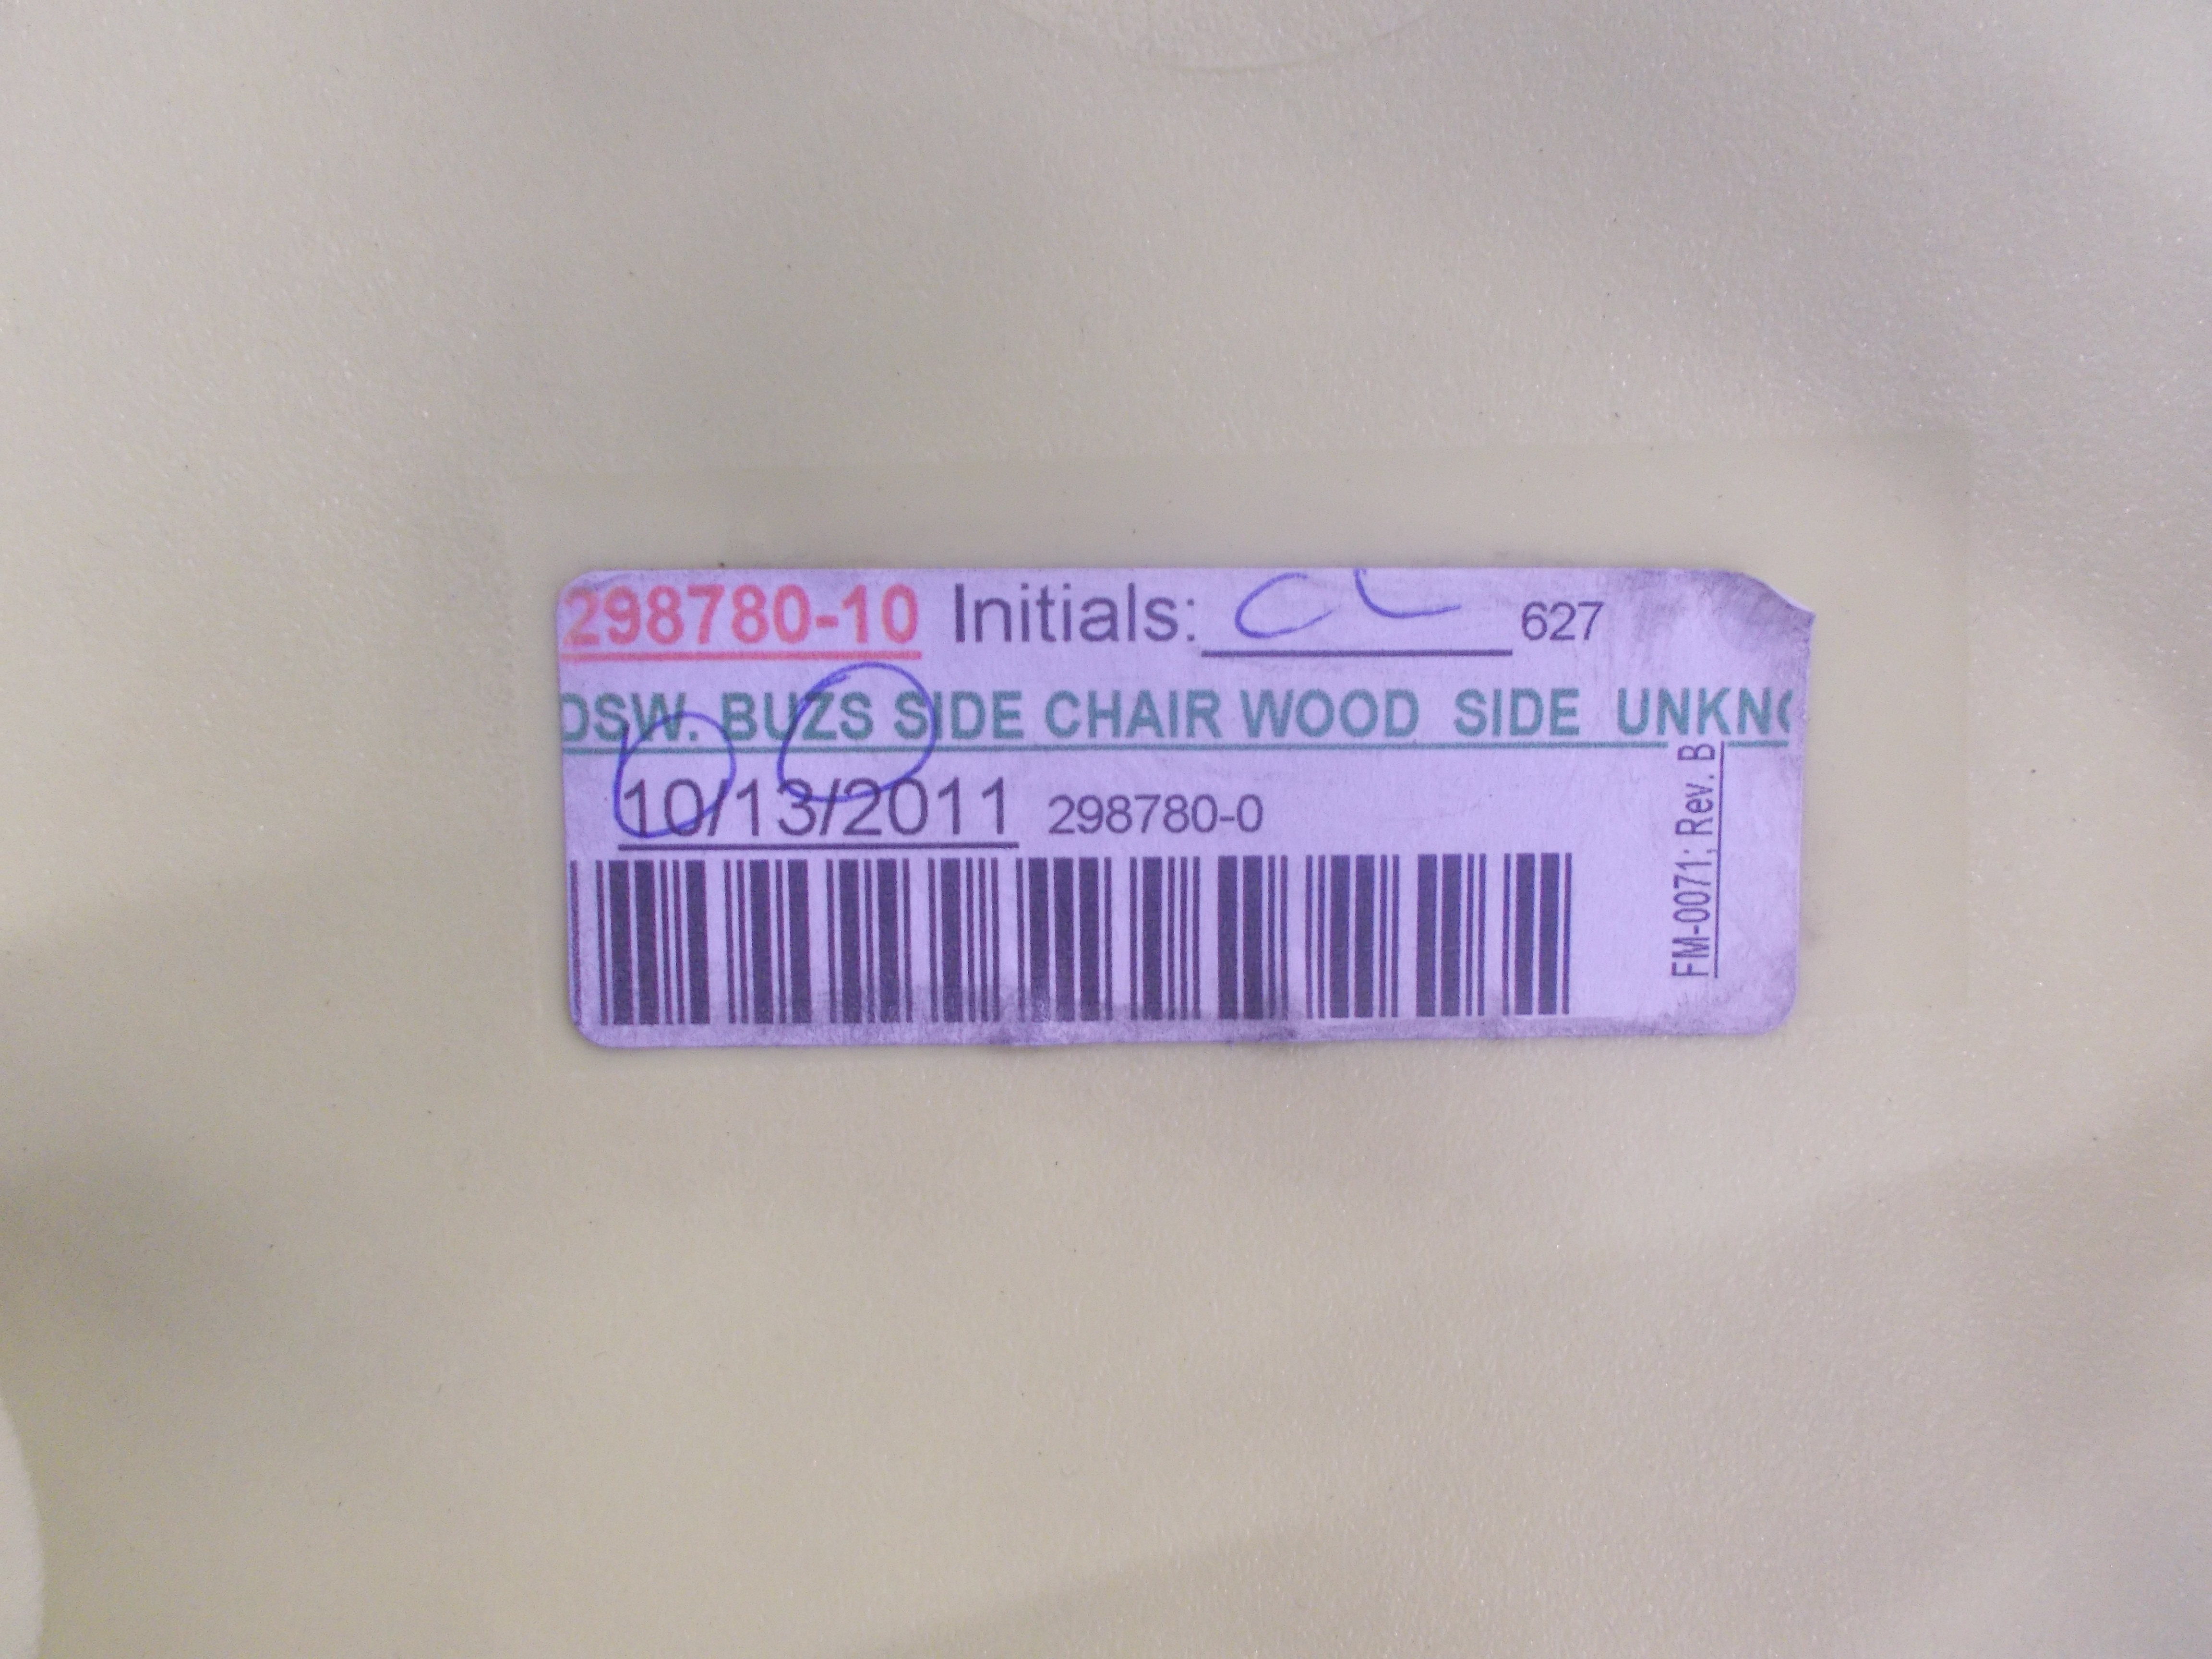 298780-10 Initials: CL 627
DSW. BUZS SIDE CHAIR WOOD SIDE UNKNO
10/13/2011 298780-0
FM-0071; Rev. B